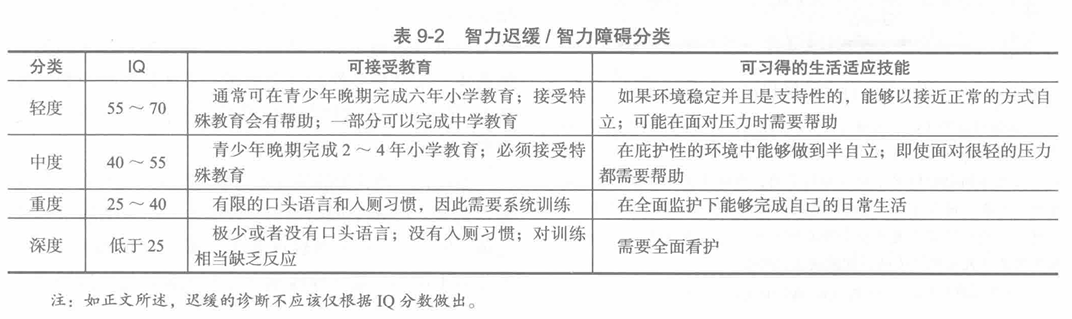 表 9-2 智力迟缓 / 智力障碍分类
分类 IQ 可接受教育 可习得的生活适应技能
轻度 55～70 通常可在青少年晚期完成六年小学教育；接受特 如果环境稳定并且是支持性的，能够以接近正常的方式自
殊教育会有帮助；一部分可以完成中学教育 立；可能在面对压力时需要帮助
中度 40～55 青少年晚期完成 2～4 年小学教育；必须接受特 在庇护性的环境中能够做到半自立；即使面对很轻的压力
殊教育 都需要帮助
重度 25～40 有限的口头语言和人厕习惯，因此需要系统训练 在全面监护下能够完成自己的日常生活
深度 低于 25 极少或者没有口头语言；没有人厕习惯；对训练 需要全面看护
相当缺乏反应
注：如正文所述，迟缓的诊断不应该仅根据 IQ 分数做出。